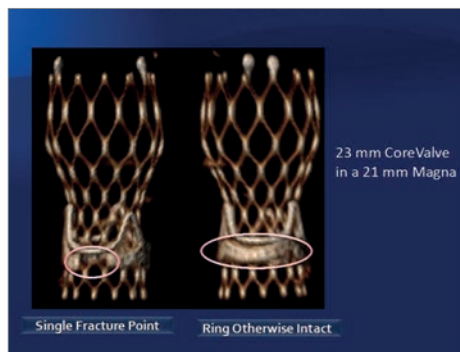 23 mm CoreValve
in a 21 mm Magna
Single Fracture Point
Ring Otherwise Intact